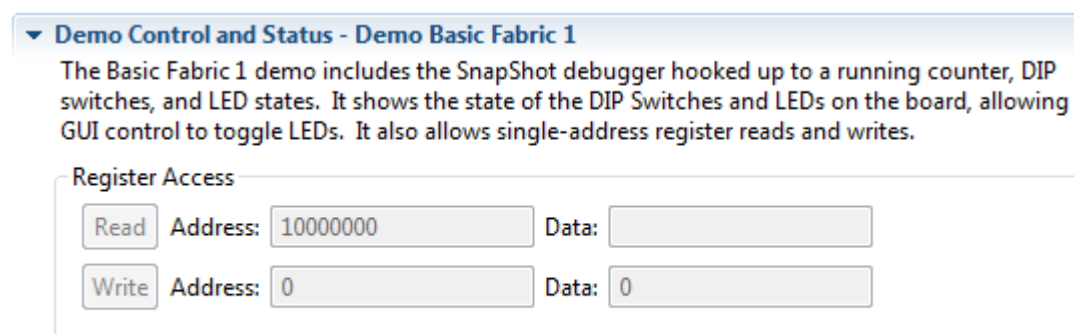 Demo Control and Status - Demo Basic Fabric 1
The Basic Fabric 1 demo includes the SnapShot debugger hooked up to a running counter, DIP
switches, and LED states. It shows the state of the DIP Switches and LEDs on the board, allowing
GUI control to toggle LEDs. It also allows single-address register reads and writes.
Register Access
Read Address: 10000000 Data:
Write Address: 0 Data: 0